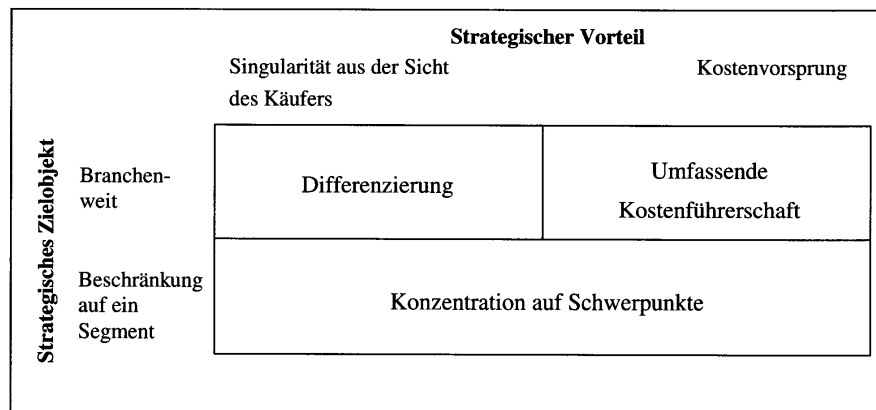 Strategischer Vorteil
Singularität aus der Sicht
des Käufers
Kostenvorsprung
Strategisches Zielobjekt
Branchen-
weit
Differenzierung
Umfassende
Kostenführerschaft
Beschränkung
auf ein
Segment
Konzentration auf Schwerpunkte